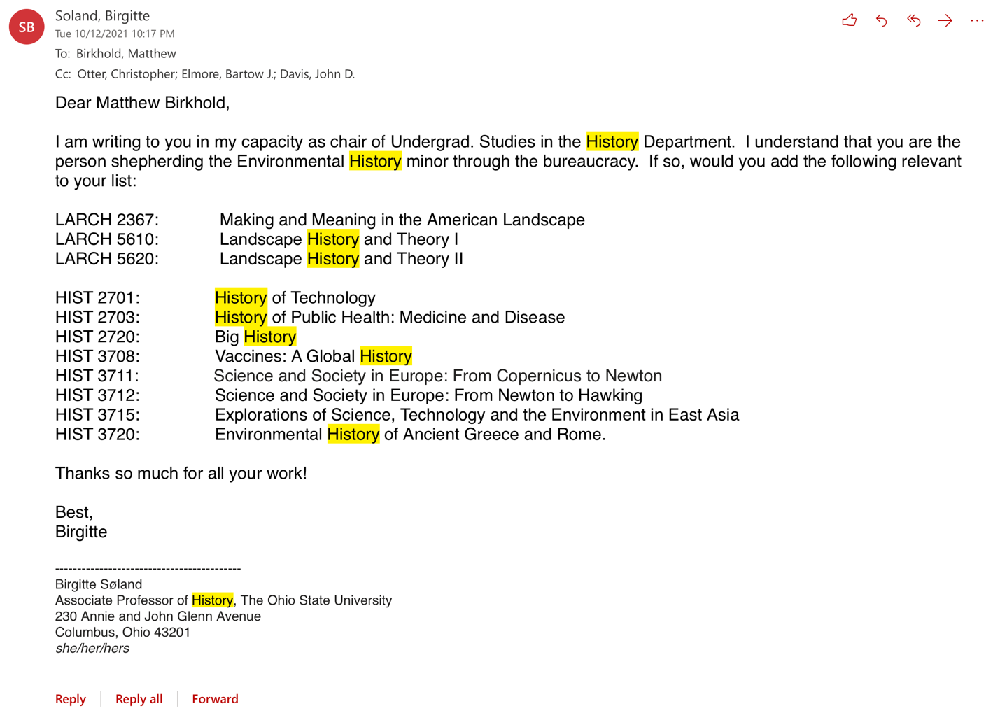 SB
Soland, Birgitte
Tue 10/12/2021 10:17 PM
To: Birkhold, Matthew
Cc: Otter, Christopher; Elmore, Bartow J.; Davis, John D.
Dear Matthew Birkhold,
I am writing to you in my capacity as chair of Undergrad. Studies in the History Department.  I understand that you are the
person shepherding the Environmental History minor through the bureaucracy.  If so, would you add the following relevant
to your list:
LARCH 2367: Making and Meaning in the American Landscape
LARCH 5610: Landscape History and Theory I
LARCH 5620: Landscape History and Theory II
HIST 2701: History of Technology
HIST 2703: History of Public Health: Medicine and Disease
HIST 2720: Big History
HIST 3708: Vaccines: A Global History
HIST 3711: Science and Society in Europe: From Copernicus to Newton
HIST 3712: Science and Society in Europe: From Newton to Hawking
HIST 3715: Explorations of Science, Technology and the Environment in East Asia
HIST 3720: Environmental History of Ancient Greece and Rome.
Thanks so much for all your work!
Best,
Birgitte
------------------------------------------
Birgitte Søland
Associate Professor of History, The Ohio State University
230 Annie and John Glenn Avenue
Columbus, Ohio 43201
she/her/hers
Reply Reply all Forward